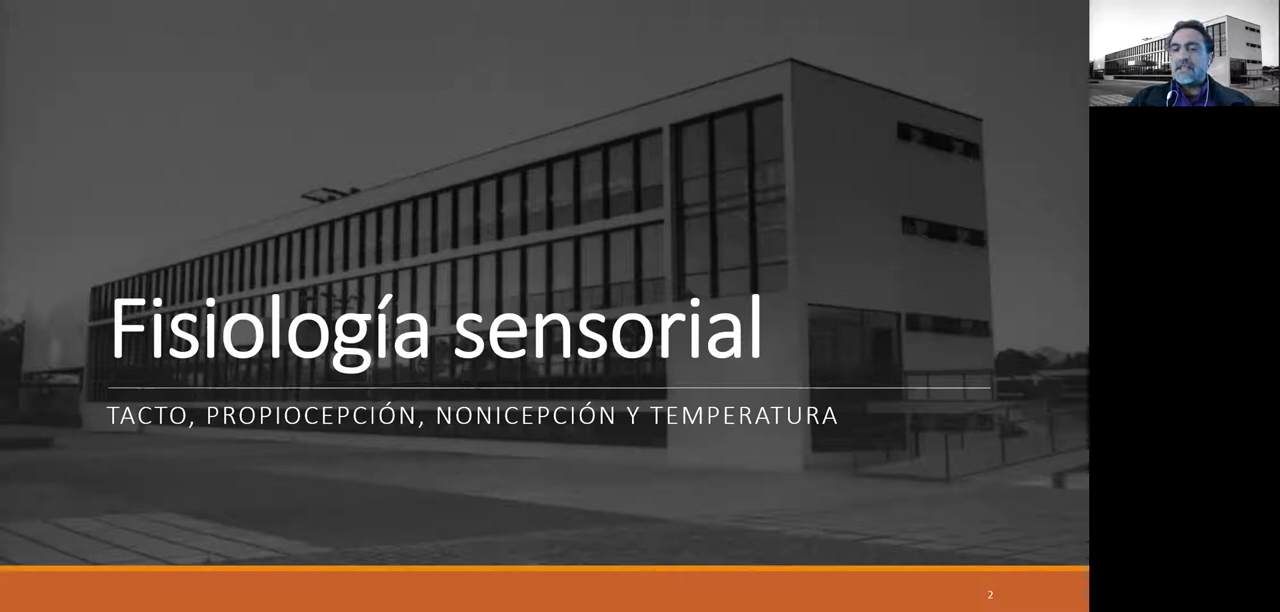 Fisiología sensorial
TACTO, PROPIOCEPCIÓN, NONICEPCIÓN Y TEMPERATURA
2